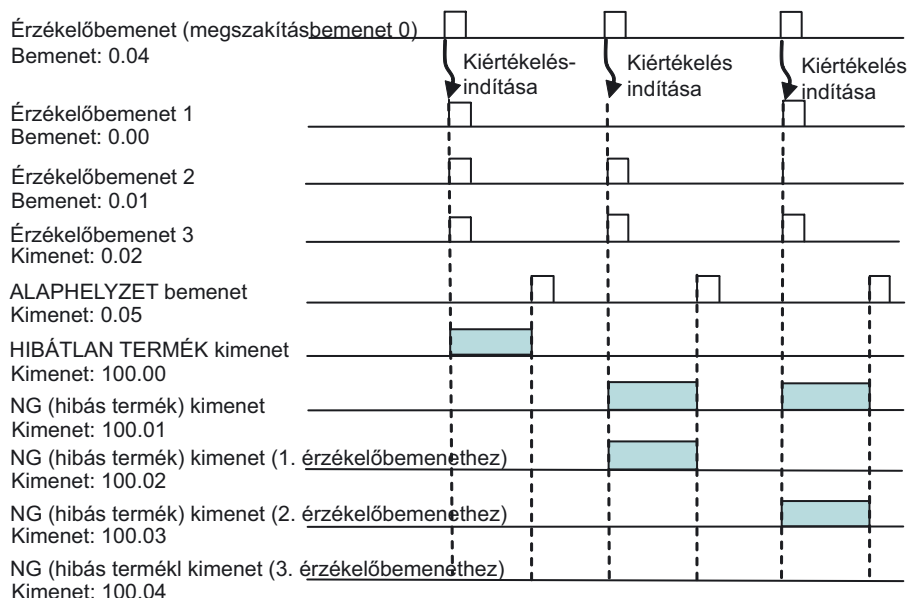 Érzékelőbemenet (megszakításbemenet 0)
Bemenet: 0.04
Kiértékelés-
indítása
Kiértékelés
indítása
Kiértékelés
indítása
Érzékelőbemenet 1
Bemenet: 0.00
Érzékelőbemenet 2
Bemenet: 0.01
Érzékelőbemenet 3
Kimenet: 0.02
ALAPHELYZET bemenet
Kimenet: 0.05
HIBÁTLAN TERMÉK kimenet
Kimenet: 100.00
NG (hibás termék) kimenet
Kimenet: 100.01
NG (hibás termék) kimenet (1. érzékelőbemenethez)
Kimenet: 100.02
NG (hibás termék) kimenet (2. érzékelőbemenethez)
Kimenet: 100.03
NG (hibás termékl kimenet (3. érzékelőbemenethez)
Kimenet: 100.04